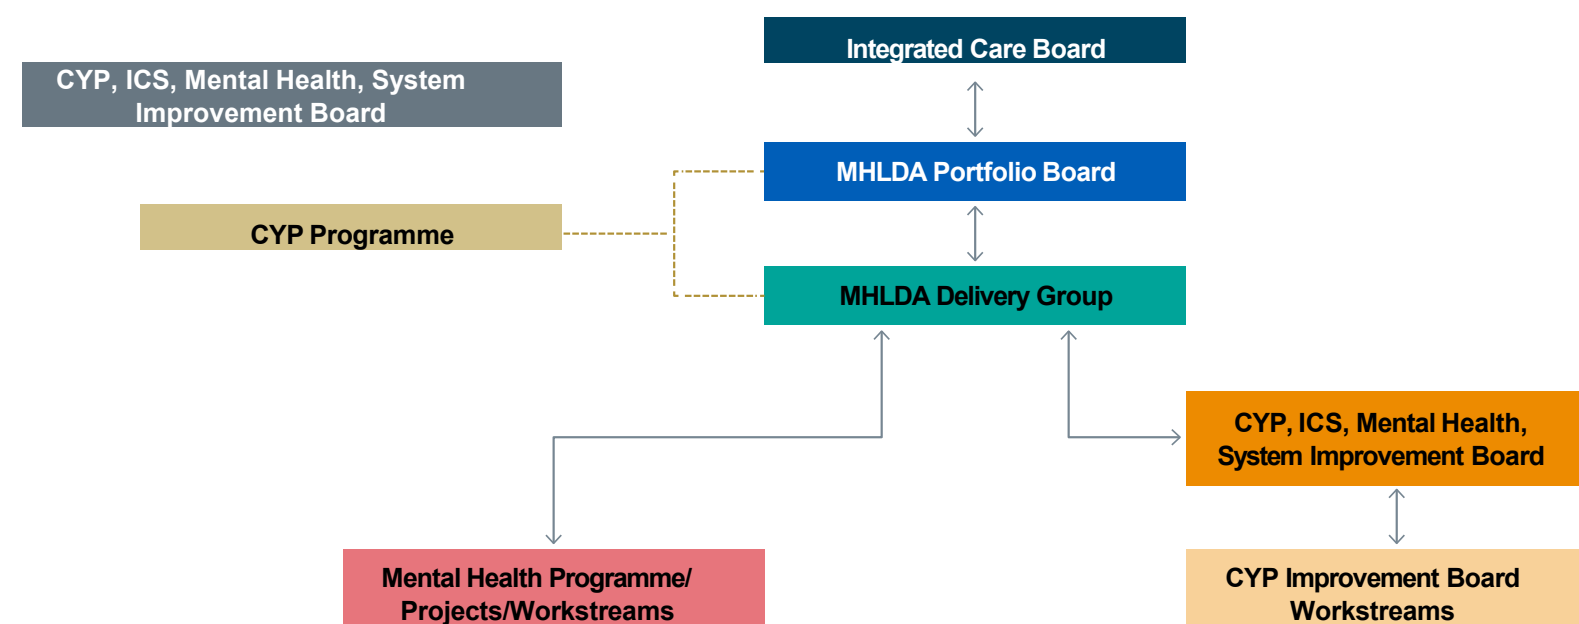 Integrated Care Board
CYP, ICS, Mental Health, System
Improvement Board
MHLDA Portfolio Board
CYP Programme
MHLDA Delivery Group
CYP, ICS, Mental Health,
System Improvement Board
Mental Health Programme/
Projects/Workstreams
CYP Improvement Board
Workstreams